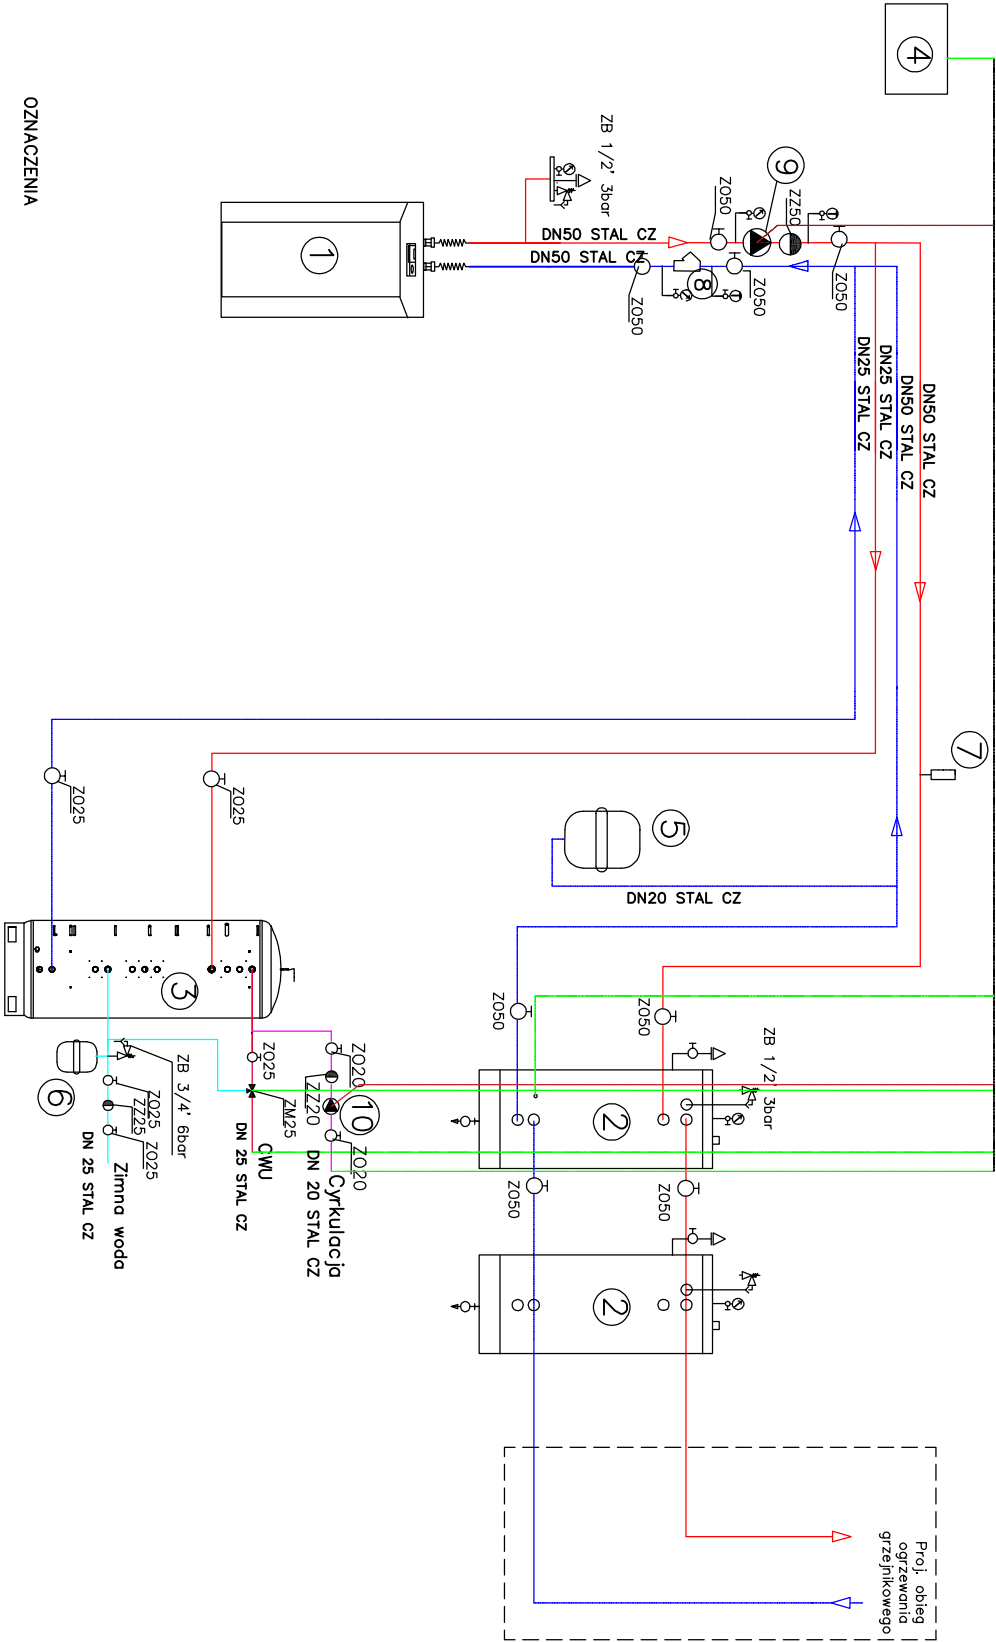 4
OZNACZENIA
ZB 1/2' 3bar
9
ZO50
ZZ50
DN50 STAL CZ
DN50 STAL CZ
1
8
ZO50
ZO50
ZO50
DN25 STAL CZ
DN25 STAL CZ
DN50 STAL CZ
DN50 STAL CZ
7
ZO25
ZO25
5
DN20 STAL CZ
3
ZO50
ZO50
ZB 1/2' 3bar
2
ZO25
ZO20
ZZ20
10
ZO20
ZM25
6
ZB 3/4' 6bar
ZO25
ZZ25
ZO25
Zimna woda
DN 25 STAL CZ
CWU
DN 25 STAL CZ
Cyrkulacja
DN 20 STAL CZ
ZO50
ZO50
2
Proj. obieg
ogrzewania
grzejnikowego